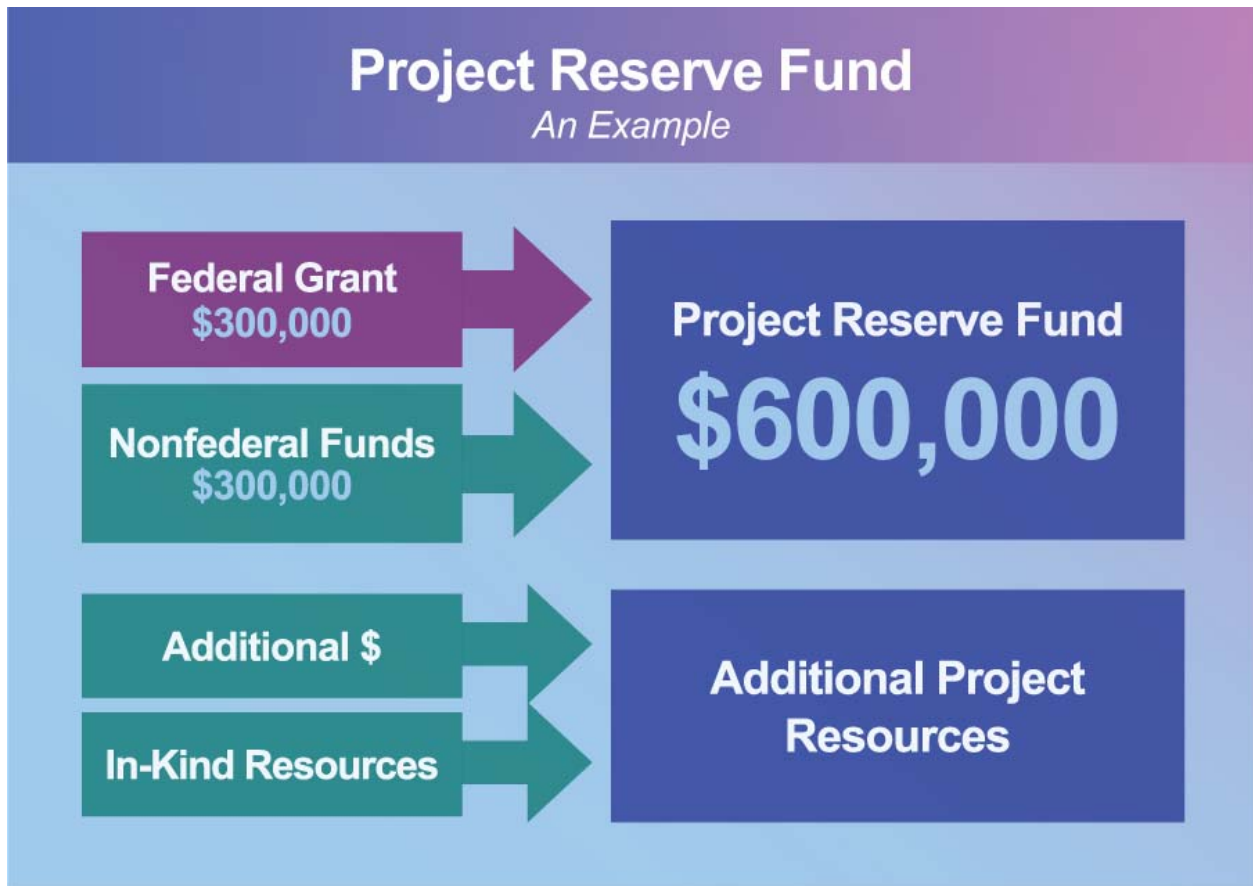 Project Reserve Fund
An Example
Federal Grant
$300,000
Nonfederal Funds
$300,000
Project Reserve Fund
$600,000
Additional $
In-Kind Resources
Additional Project
Resources